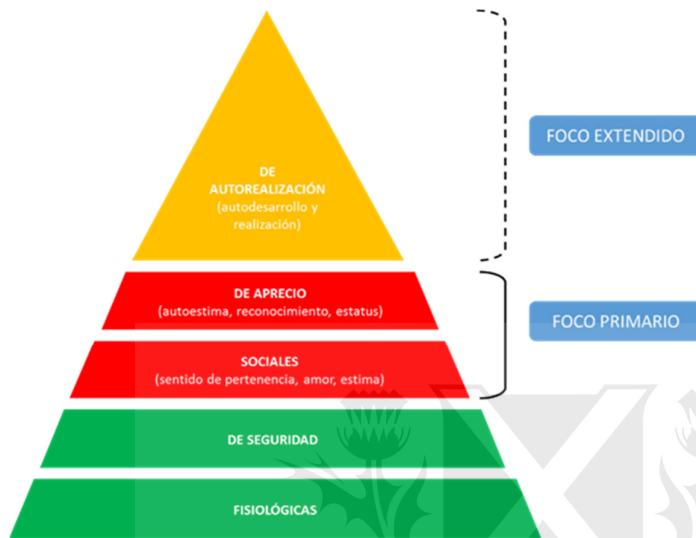 DE
AUTOREALIZACIÓN
(autodesarrollo y
realización)
FOCO EXTENDIDO
DE APRECIO
(autoestima, reconocimiento, estatus)
FOCO PRIMARIO
SOCIALES
(sentido de pertenencia, amor, estima)
DE SEGURIDAD
FISIOLÓGICAS